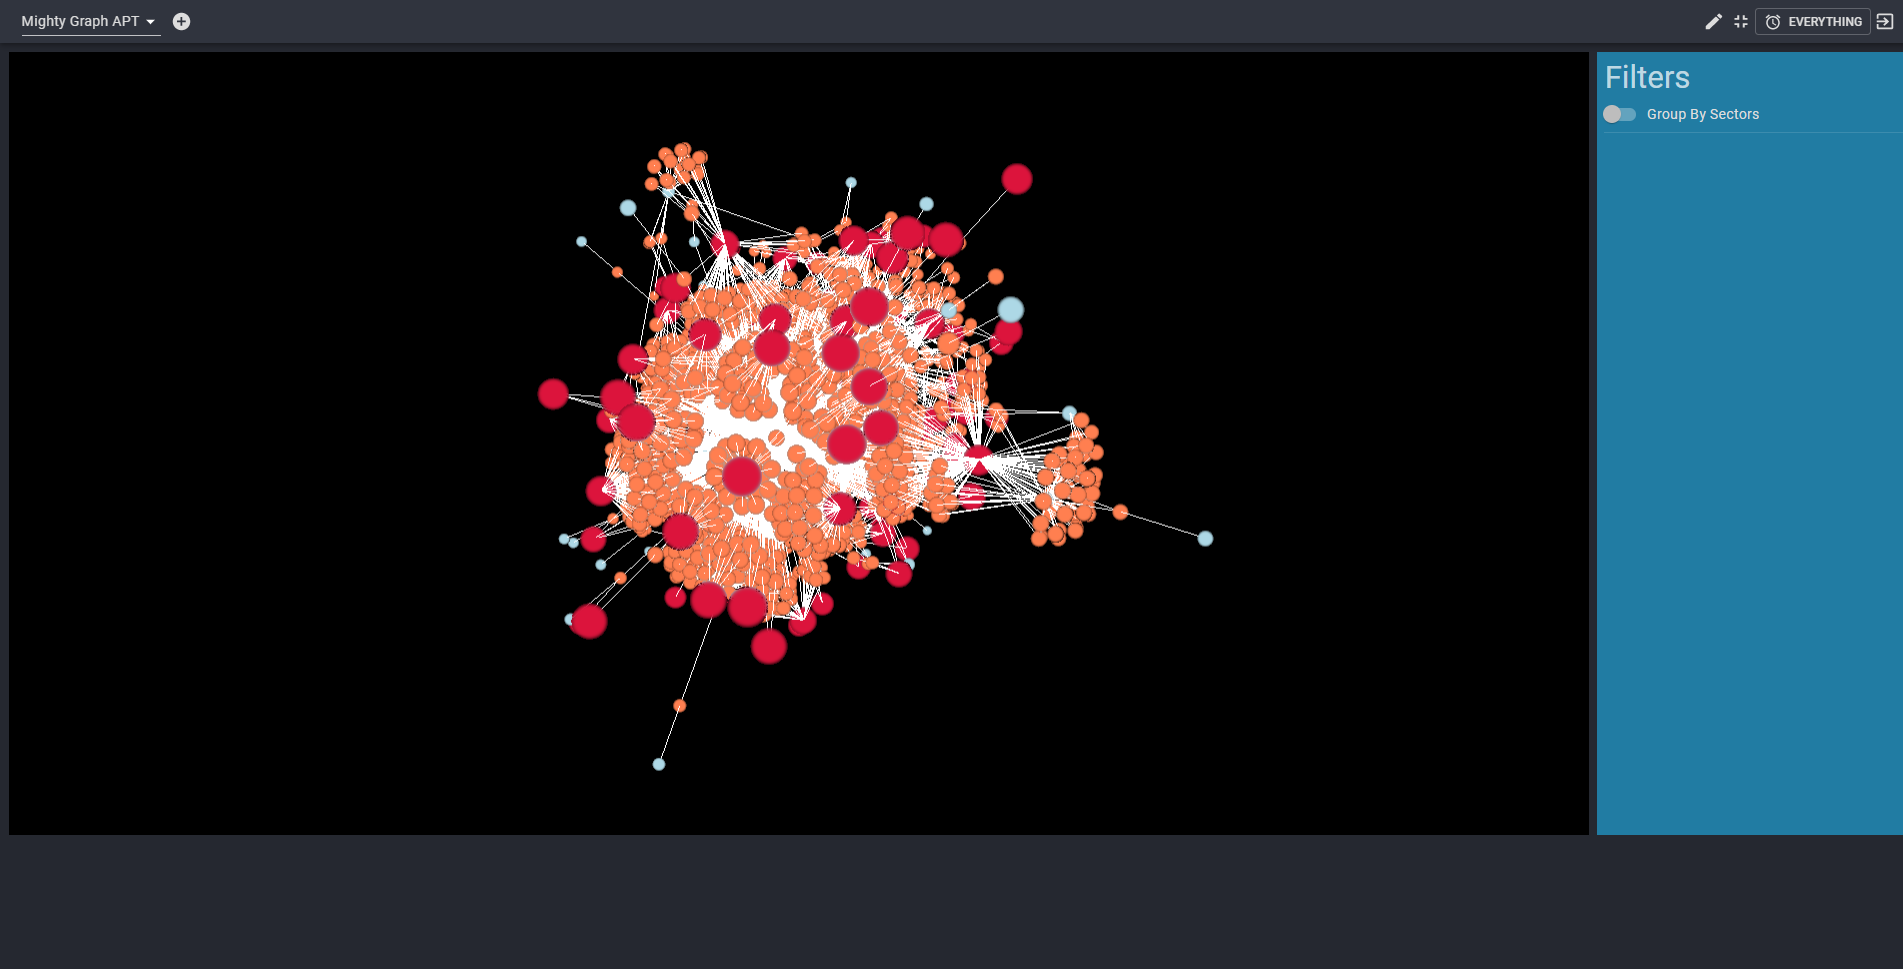 Mighty Graph APT
EVERYTHING
Filters
Group By Sectors